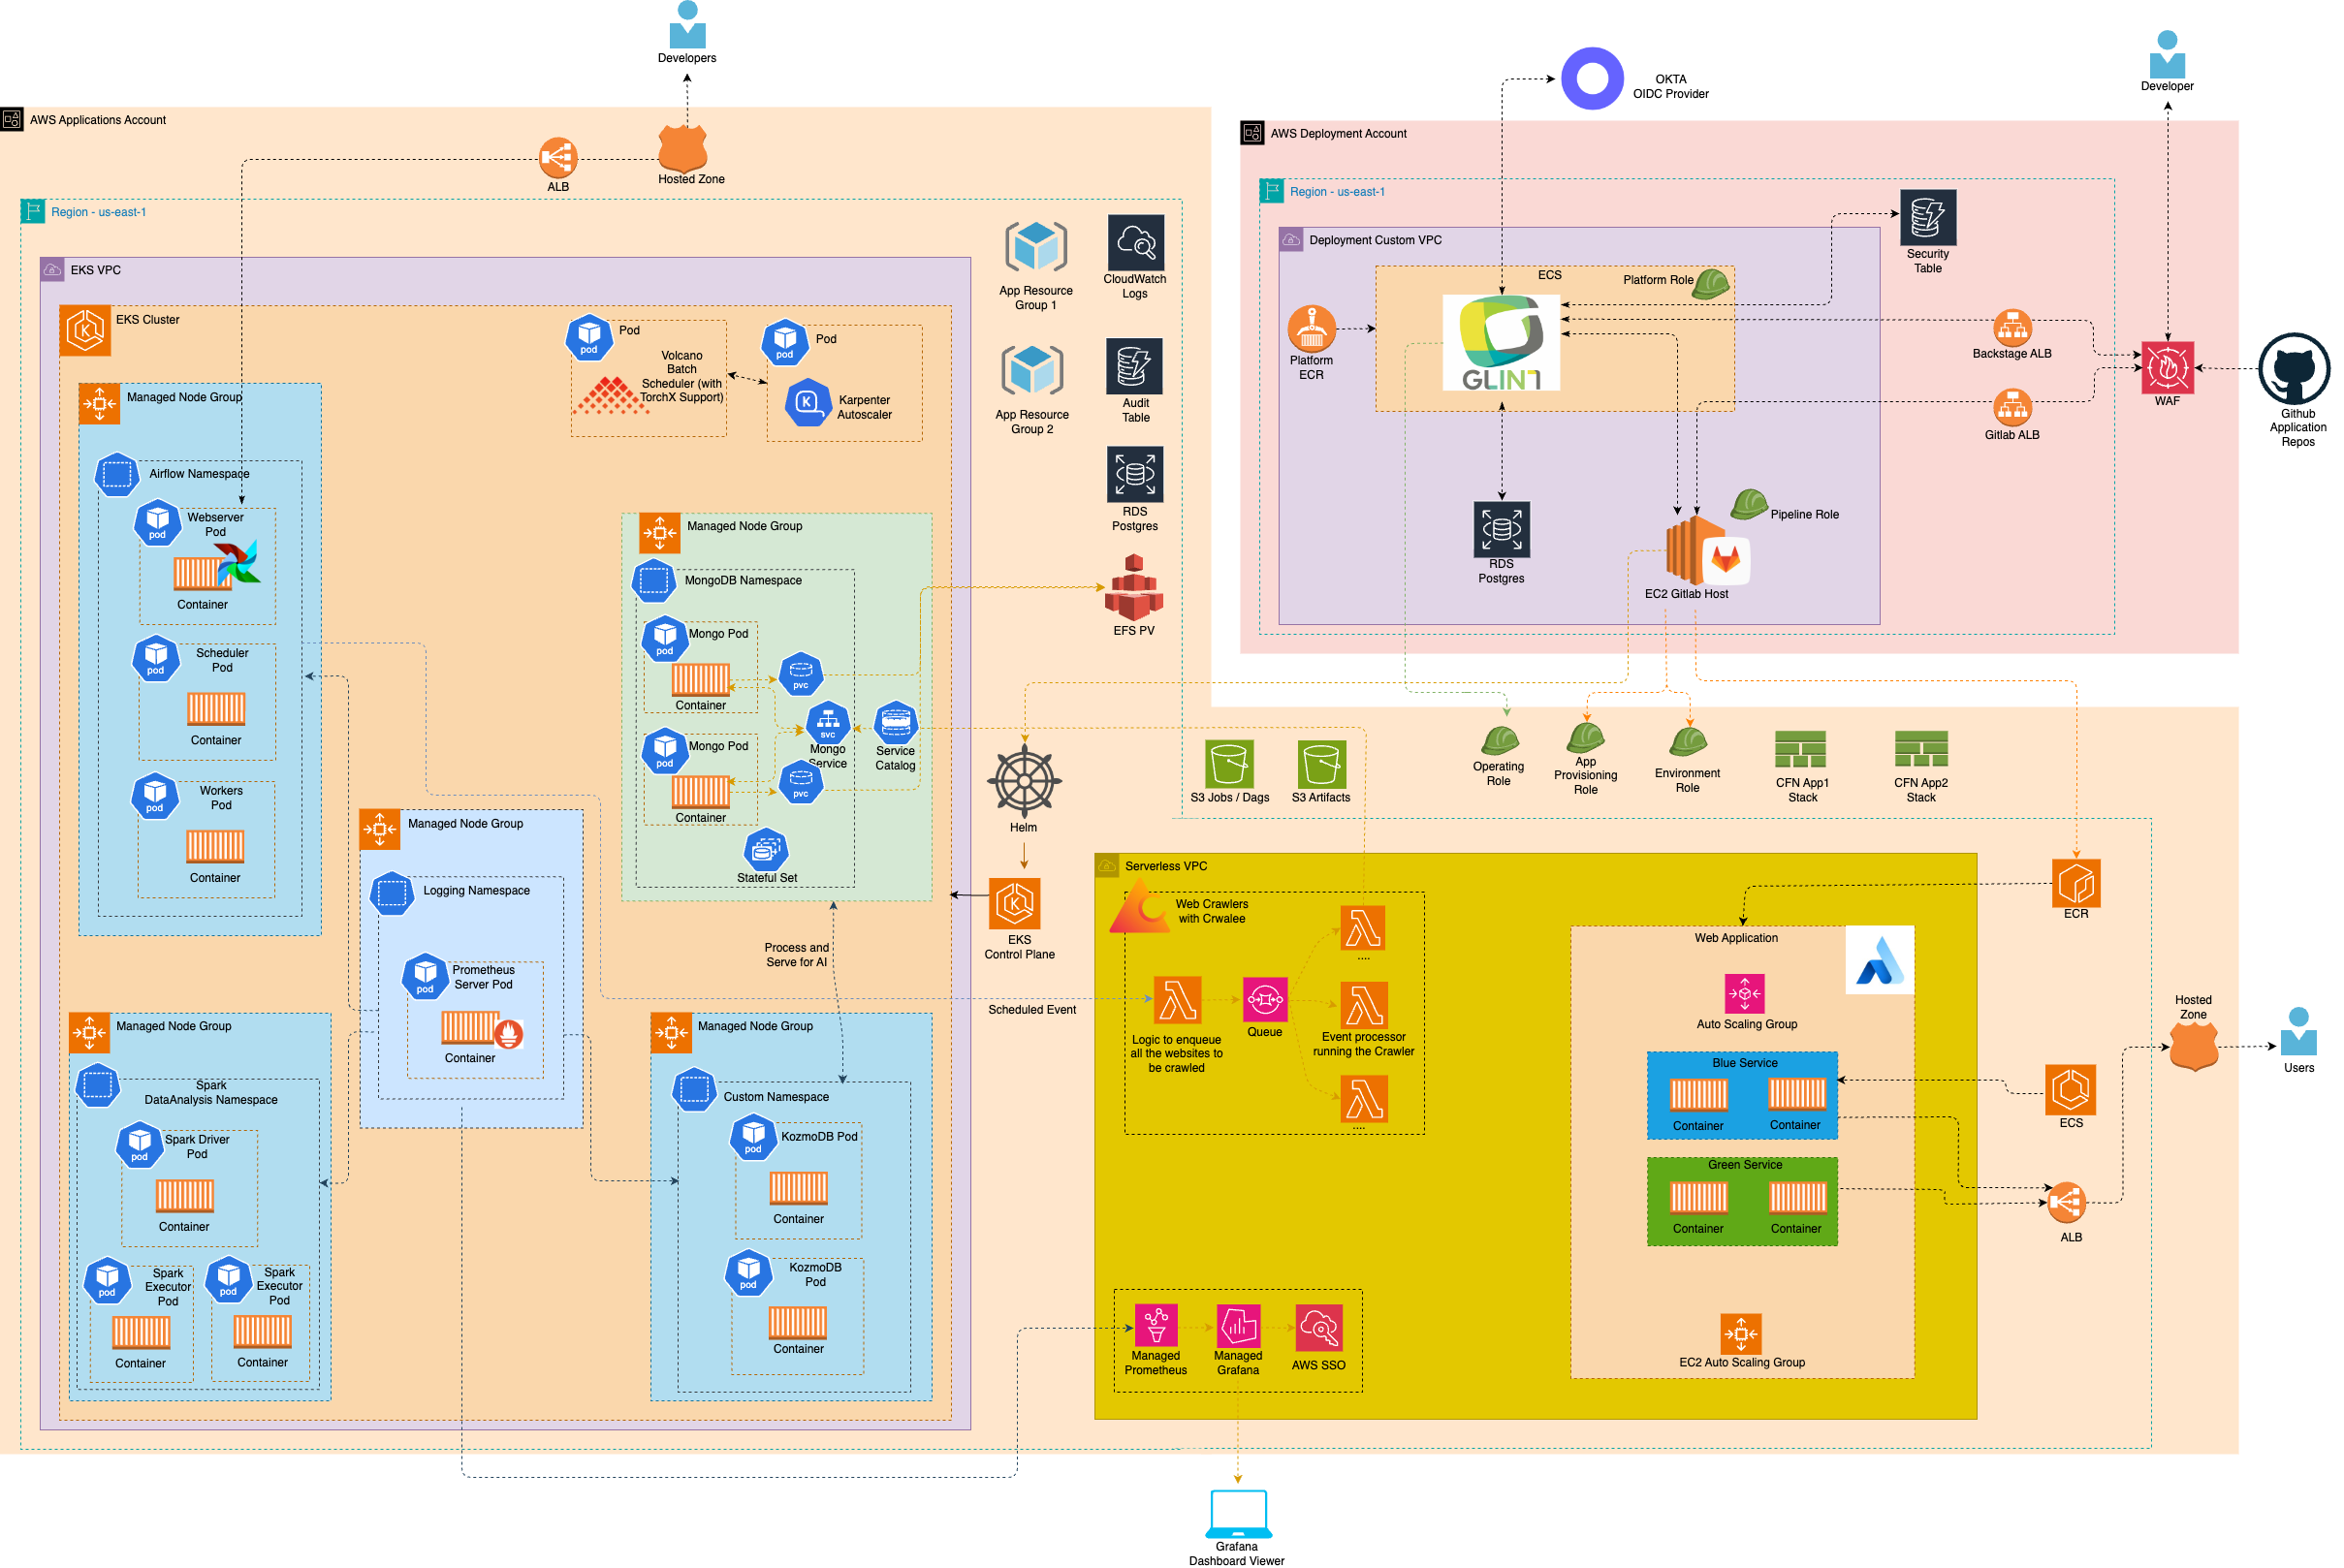 Developers
AWS Applications Account
ALB
Hosted Zone
Region - us-east-1
EKS VPC
EKS Cluster
Managed Node Group
Airflow Namespace
pod
Webserver
Pod
Container
pod
Scheduler
Pod
Container
pod
Workers
Pod
Container
pod
Pod
Volcano
Batch
Scheduler (with
TorchX Support)
pod
Pod
K
Karpenter
Autoscaler
App Resource
Group 1
CloudWatch
Logs
App Resource
Group 2
Audit
Table
RDS
Postgres
EFS PV
Managed Node Group
MongoDB Namespace
pod
Mongo Pod
Container
pvc
svc
Mongo
Service
Service
Catalog
pod
Mongo Pod
Container
pvc
Stateful Set
Process and
Serve for AI
Helm
K
EKS
Control Plane
Scheduled Event
Managed Node Group
Logging Namespace
pod
Prometheus
Server Pod
Container
Managed Node Group
Spark
DataAnalysis Namespace
pod
Spark Driver
Pod
Container
pod
Spark
Executor
Pod
Container
pod
Spark
Executor
Pod
Container
Managed Node Group
Custom Namespace
pod
KozmoDB Pod
Container
pod
KozmoDB
Pod
Container
OKTA
OIDC Provider
Developer
AWS Deployment Account
Region - us-east-1
Deployment Custom VPC
ECS
Platform Role
GLINT
Platform
ECR
Security
Table
Backstage ALB
Gitlab ALB
WAF
Github
Application
Repos
RDS
Postgres
Pipeline Role
EC2 Gitlab Host
S3 Jobs / Dags
S3 Artifacts
Operating
Role
App
Provisioning
Role
Environment
Role
CFN App1
Stack
CFN App2
Stack
Serverless VPC
Web Crawlers
with Crwalee
....
Logic to enqueue
all the websites to
be crawled
Queue
Event processor
running the Crawler
....
Managed
Prometheus
Managed
Grafana
AWS SSO
Grafana
Dashboard Viewer
Web Application
Auto Scaling Group
Blue Service
Container
Container
Green Service
Container
Container
EC2 Auto Scaling Group
ECR
ECS
ALB
Hosted
Zone
Users